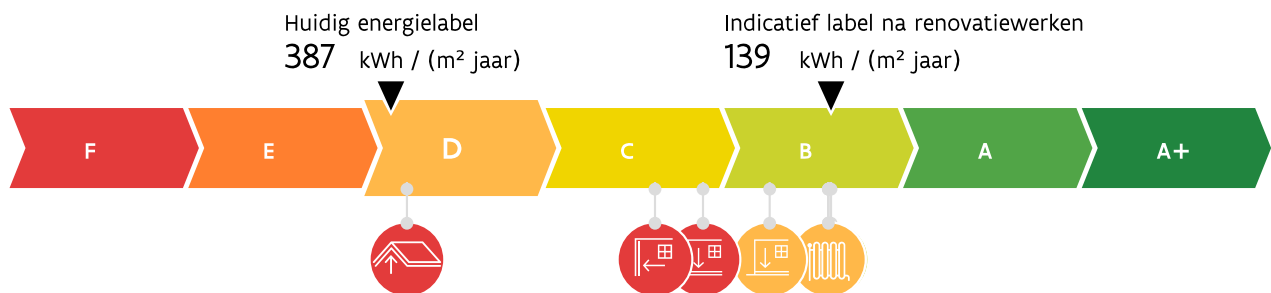 Huidig energielabel
387 kWh / (m² jaar)
Indicatief label na renovatiewerken
139 kWh / (m² jaar)
F E D C B A A+